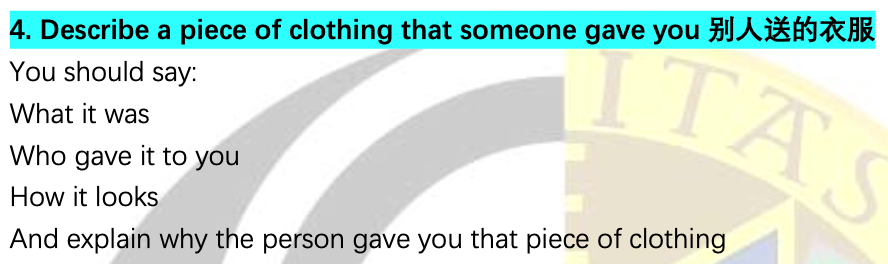 4. Describe a piece of clothing that someone gave you 别人送的衣服
You should say:
What it was
Who gave it to you
How it looks
And explain why the person gave you that piece of clothing
ITAS